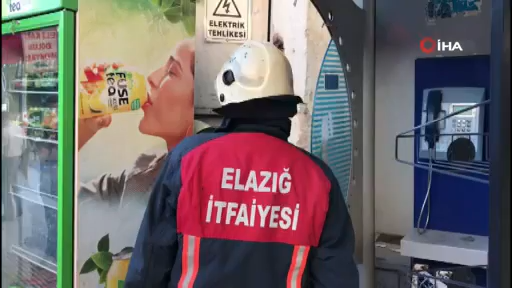 ELEKTRİK
TEHLİKESİ
İHA
FUSE
tea
ELAZIĞ
İTFAİYESİ